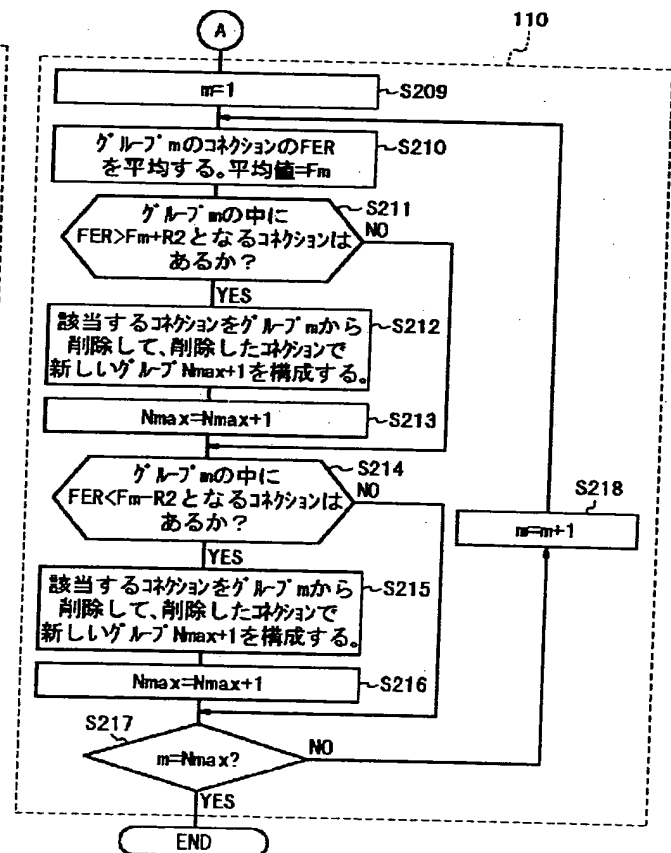 A
110
m=1
S209
グループmのコネクションのFER
を平均する。平均値=Fm
S210
グループmの中に
FER>Fm+R2となるコネクションは
あるか？
S211
NO
YES
該当するコネクションをグループmから
削除して、削除したコネクションで
新しいグループNmax+1を構成する。
S212
Nmax=Nmax+1
S213
グループmの中に
FER<Fm-R2となるコネクションは
あるか？
S214
NO
YES
該当するコネクションをグループmから
削除して、削除したコネクションで
新しいグループNmax+1を構成する。
S215
Nmax=Nmax+1
S216
S217
m=Nmax?
NO
YES
S218
m=m+1
END